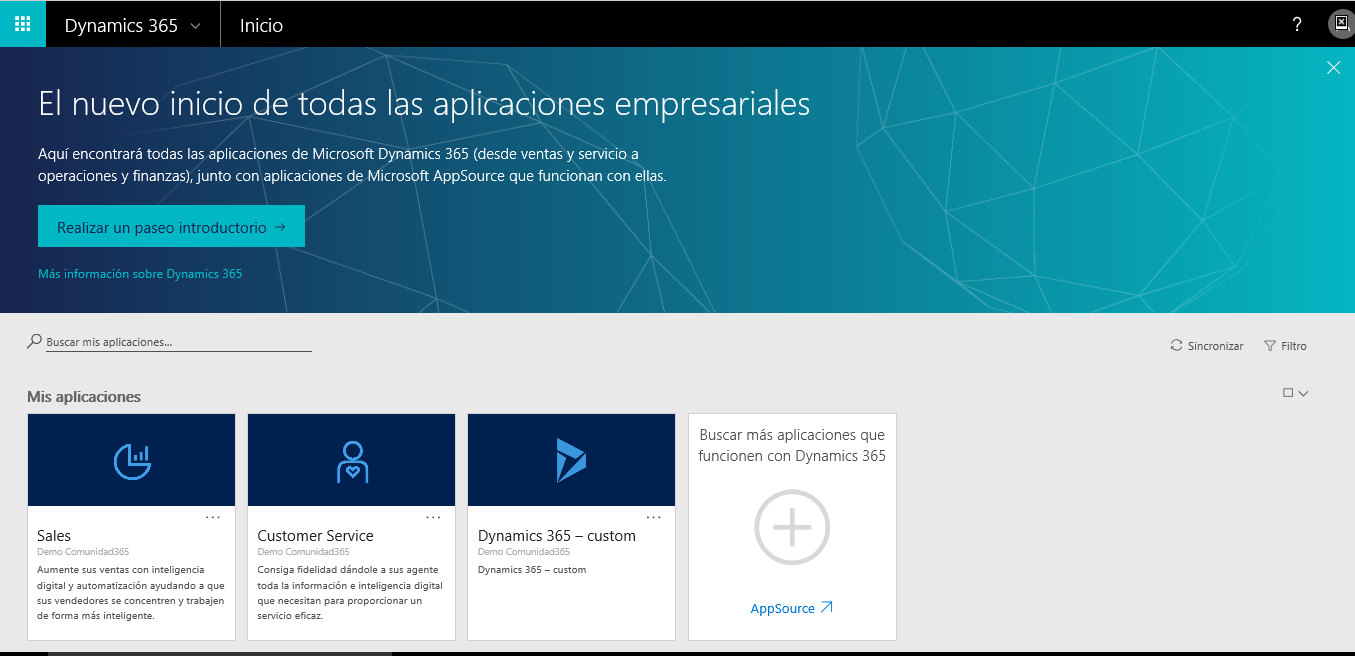 Dynamics 365
Inicio
?
El nuevo inicio de todas las aplicaciones empresariales
Aquí encontrará todas las aplicaciones de Microsoft Dynamics 365 (desde ventas y servicio a
operaciones y finanzas), junto con aplicaciones de Microsoft AppSource que funcionan con ellas.
Realizar un paseo introductorio →
Más información sobre Dynamics 365
Buscar mis aplicaciones...
Sincronizar
Filtro
Mis aplicaciones
...
Sales
Demo Comunidad365
Aumente sus ventas con inteligencia
digital y automatización ayudando a que
sus vendedores se concentren y trabajen
de forma más inteligente.
...
Customer Service
Demo Comunidad365
Consiga fidelidad dándole a sus agente
toda la información e inteligencia digital
que necesitan para proporcionar un
servicio eficaz.
...
Dynamics 365 – custom
Demo Comunidad365
Dynamics 365 – custom
Buscar más aplicaciones que
funcionen con Dynamics 365
AppSource